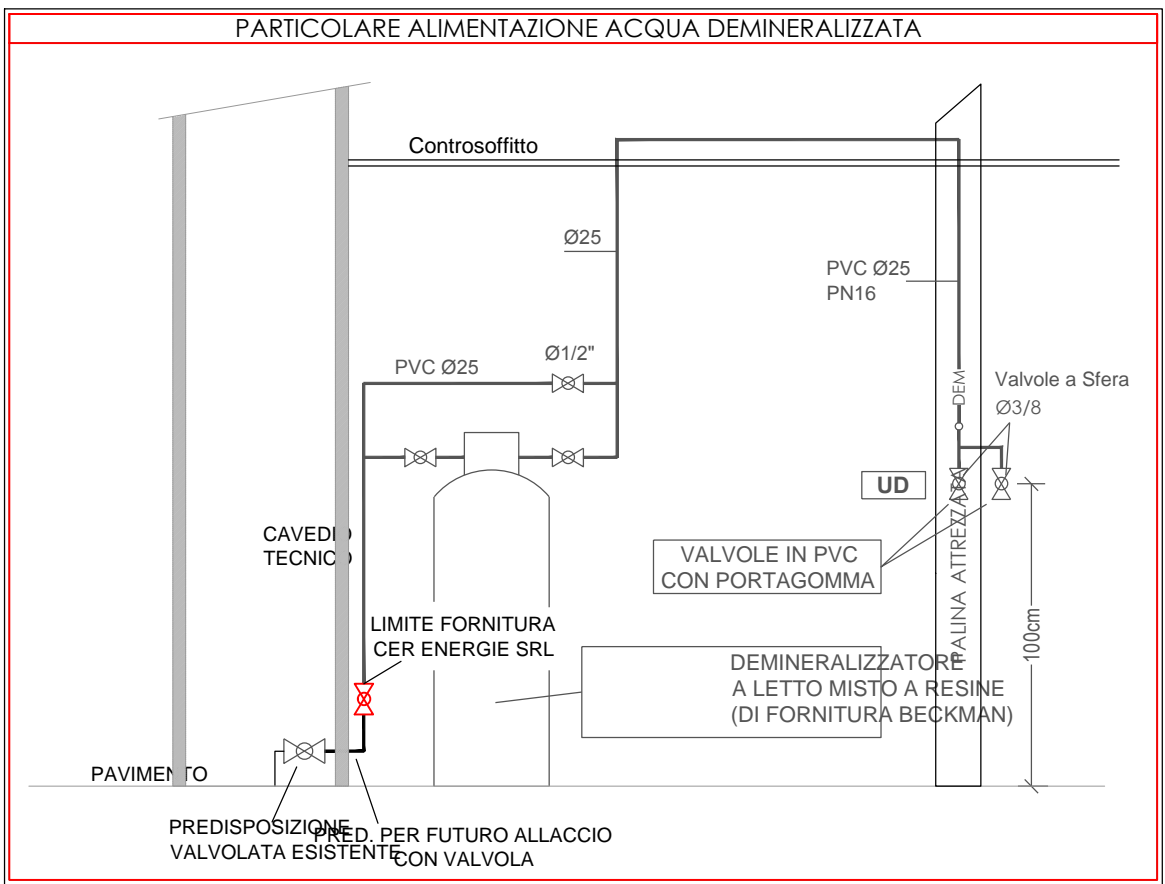 PARTICOLARE ALIMENTAZIONE ACQUA DEMINERALIZZATA
Controsoffitto
Ø25
PVC Ø25
PN16
PVC Ø25
Ø1/2"
DEM
Valvole a Sfera
Ø3/8
UD
PALINA ATTREZZATA
CAVEDIO
TECNICO
VALVOLE IN PVC
CON PORTAGOMMA
100cm
LIMITE FORNITURA
CER ENERGIE SRL
DEMINERALIZZATORE
A LETTO MISTO A RESINE
(DI FORNITURA BECKMAN)
PAVIMENTO
PREDISPOSIZIONE
VALVOLATA ESISTENTE
PRED. PER FUTURO ALLACCIO
CON VALVOLA